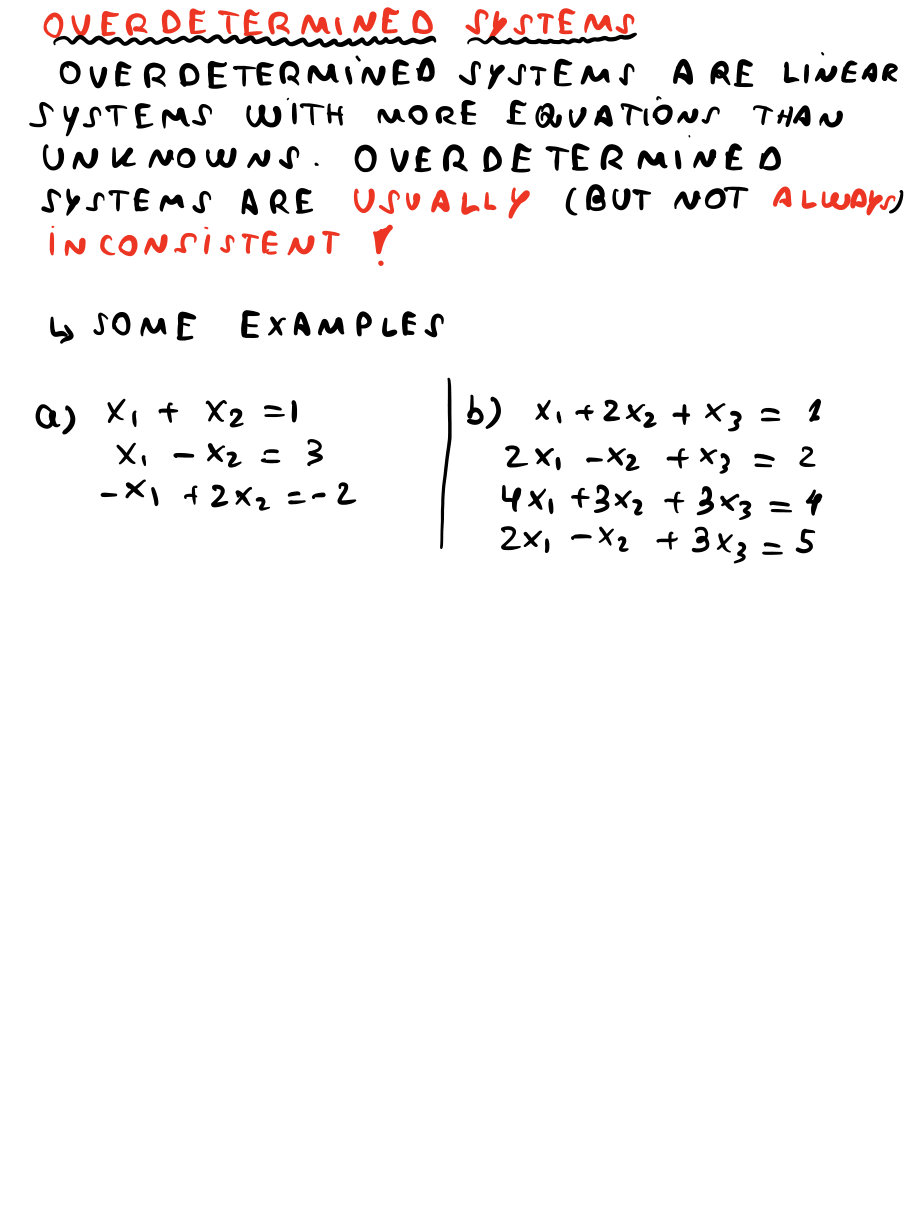 OVERDETERMINED SYSTEMS
OVERDETERMINED SYSTEMS ARE LINEAR
SYSTEMS WITH MORE EQUATIONS THAN
UNKNOWNS. OVERDETERMINED
SYSTEMS ARE USUALLY (BUT NOT ALWAYS)
INCONSISTENT !
↳ SOME EXAMPLES
a) x₁ + x₂ = 1
x₁ - x₂ = 3
-x₁ + 2x₂ = -2
b) x₁ + 2x₂ + x₃ = 1
2x₁ - x₂ + x₃ = 2
4x₁ + 3x₂ + 3x₃ = 4
2x₁ - x₂ + 3x₃ = 5